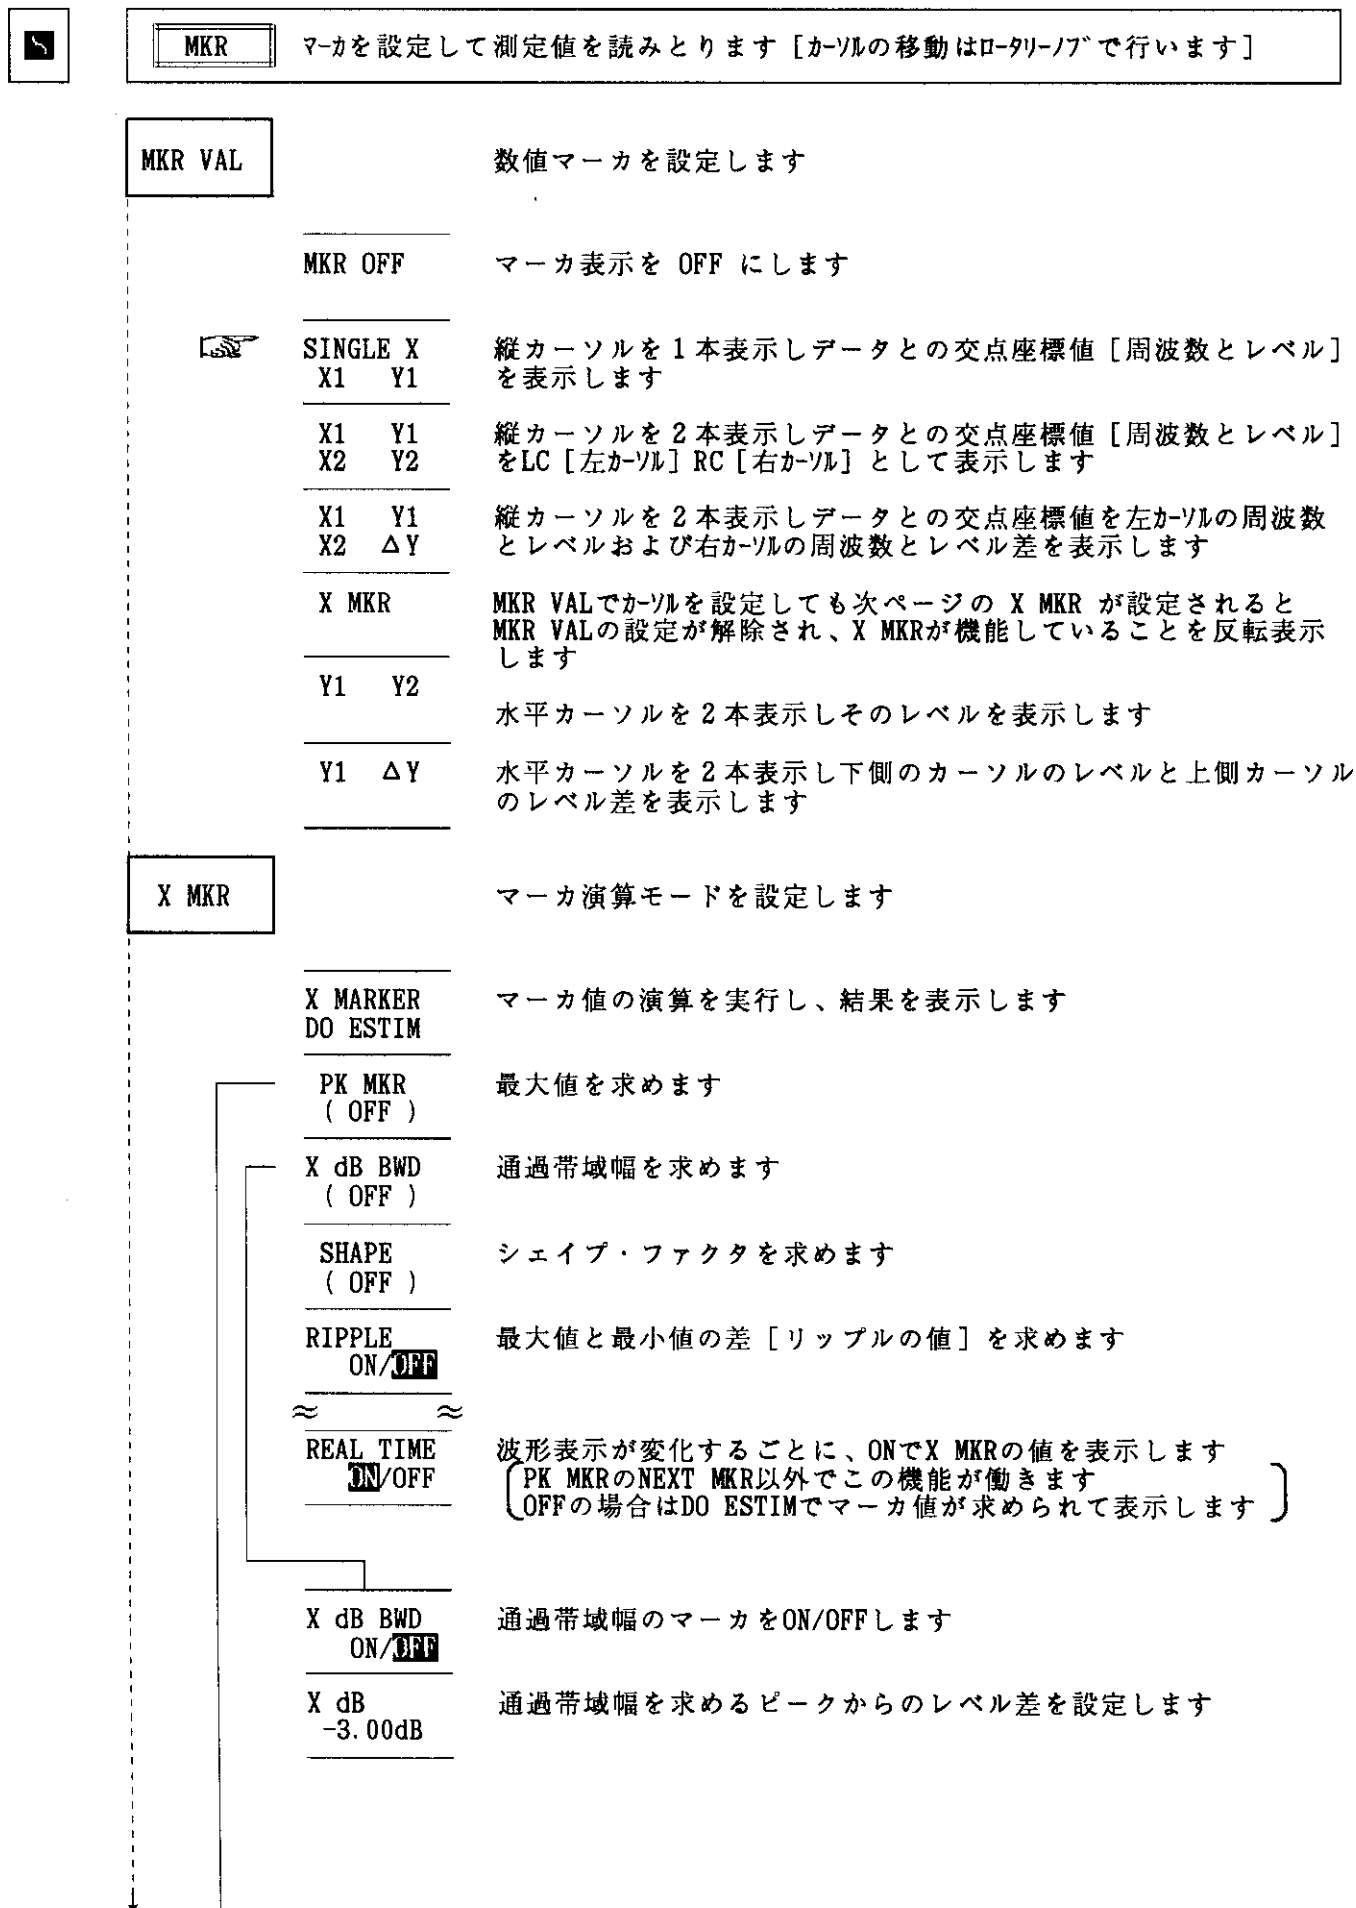 MKR ﾏｰｶを設定して測定値を読みとります［ｶｰｿﾙの移動はﾛｰﾀﾘｰﾉﾌﾞで行います］
MKR VAL 数値マーカを設定します
MKR OFF マーカ表示を OFF にします
SINGLE X 縦カーソルを1本表示しデータとの交点座標値［周波数とレベル］
X1 Y1 を表示します
X1 Y1 縦カーソルを2本表示しデータとの交点座標値［周波数とレベル］
X2 Y2 をLC［左ｶｰｿﾙ］RC［右ｶｰｿﾙ］として表示します
X1 Y1 縦カーソルを2本表示しデータとの交点座標値を左ｶｰｿﾙの周波数
X2 ΔY とレベルおよび右ｶｰｿﾙの周波数とレベル差を表示します
X MKR MKR VALでｶｰｿﾙを設定しても次ページの X MKR が設定されると
MKR VALの設定が解除され、X MKRが機能していることを反転表示
します
Y1 Y2
水平カーソルを2本表示しそのレベルを表示します
Y1 ΔY 水平カーソルを2本表示し下側のカーソルのレベルと上側カーソル
のレベル差を表示します
X MKR マーカ演算モードを設定します
X MARKER マーカ値の演算を実行し、結果を表示します
DO ESTIM
PK MKR 最大値を求めます
( OFF )
X dB BWD 通過帯域幅を求めます
( OFF )
SHAPE シェイプ・ファクタを求めます
( OFF )
RIPPLE 最大値と最小値の差［リップルの値］を求めます
ON/OFF
≈ ≈
REAL TIME 波形表示が変化するごとに、ONでX MKRの値を表示します
ON/OFF PK MKRのNEXT MKR以外でこの機能が働きます
OFFの場合はDO ESTIMでマーカ値が求められて表示します
X dB BWD 通過帯域幅のマーカをON/OFFします
ON/OFF
X dB 通過帯域幅を求めるピークからのレベル差を設定します
-3.00dB